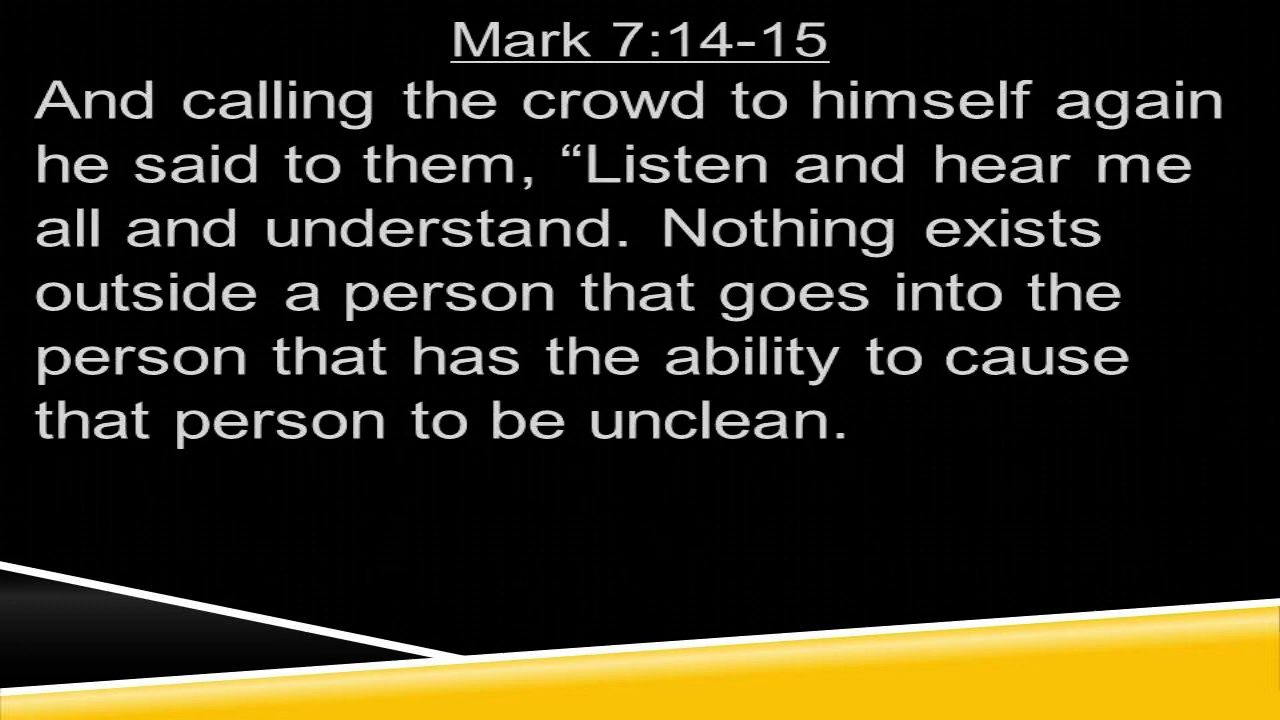 Mark 7:14-15
And calling the crowd to himself again
he said to them, “Listen and hear me
all and understand. Nothing exists
outside a person that goes into the
person that has the ability to cause
that person to be unclean.